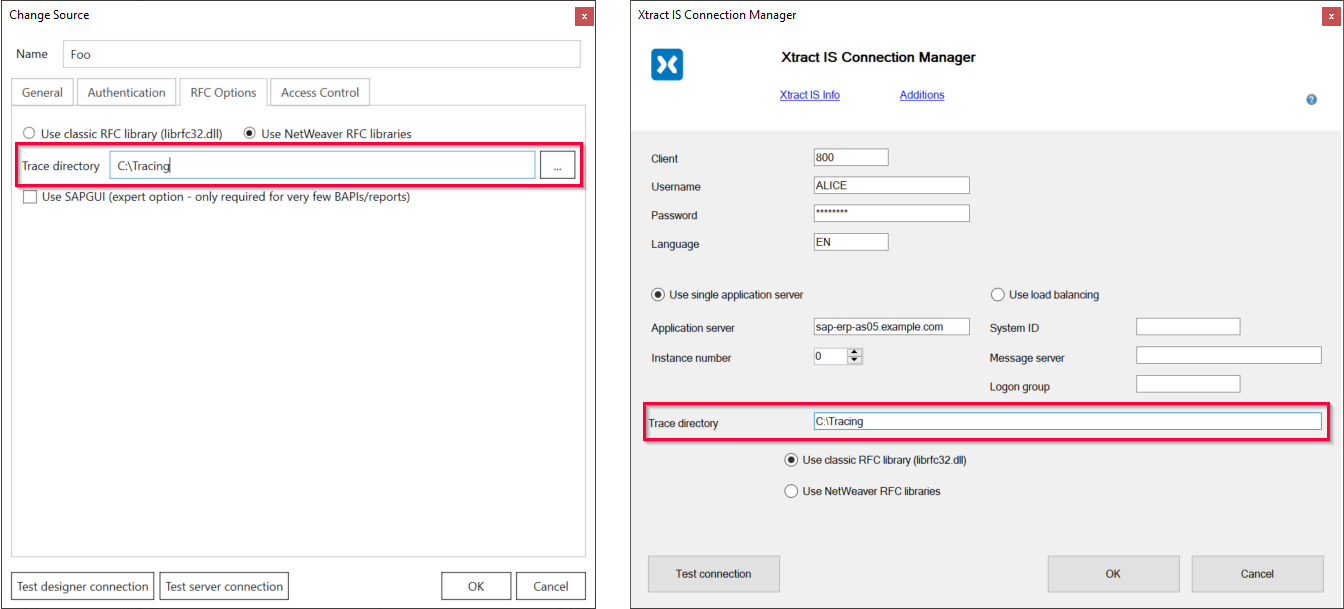 Change Source
x
Name
Foo
General
Authentication
RFC Options
Access Control
Use classic RFC library (librfc32.dll)
Use NetWeaver RFC libraries
Trace directory
C:\Tracing
...
Use SAPGUI (expert option - only required for very few BAPIs/reports)
Test designer connection
Test server connection
OK
Cancel
Xtract IS Connection Manager
x
Xtract IS Connection Manager
Xtract IS Info
Additions
?
Client
800
Username
ALICE
Password
********
Language
EN
Use single application server
Use load balancing
Application server
sap-erp-as05.example.com
System ID
Instance number
0
Message server
Logon group
Trace directory
C:\Tracing
Use classic RFC library (librfc32.dll)
Use NetWeaver RFC libraries
Test connection
OK
Cancel